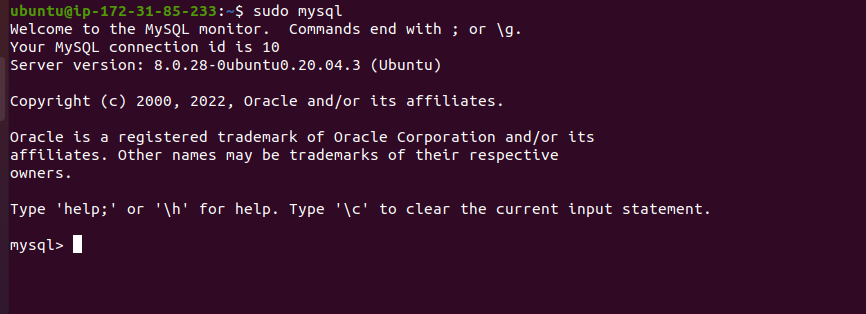 ubuntu@ip-172-31-85-233:~$ sudo mysql
Welcome to the MySQL monitor.  Commands end with ; or \g.
Your MySQL connection id is 10
Server version: 8.0.28-0ubuntu0.20.04.3 (Ubuntu)
Copyright (c) 2000, 2022, Oracle and/or its affiliates.
Oracle is a registered trademark of Oracle Corporation and/or its
affiliates. Other names may be trademarks of their respective
owners.
Type 'help;' or '\h' for help. Type '\c' to clear the current input statement.
mysql>